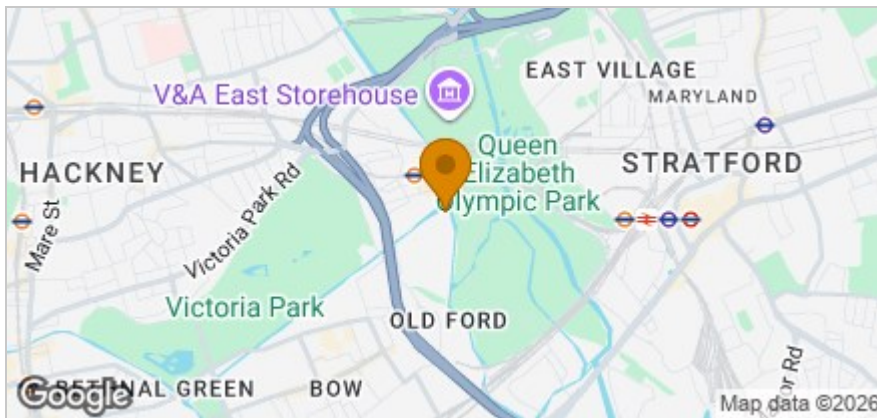 EAST VILLAGE
V&A East Storehouse
MARYLAND
Queen
Elizabeth
Olympic Park
STRATFORD
HACKNEY
Victoria Park Rd
Mare St
Victoria Park
OLD FORD
BETHNAL GREEN
BOW
Google
Map data ©2026